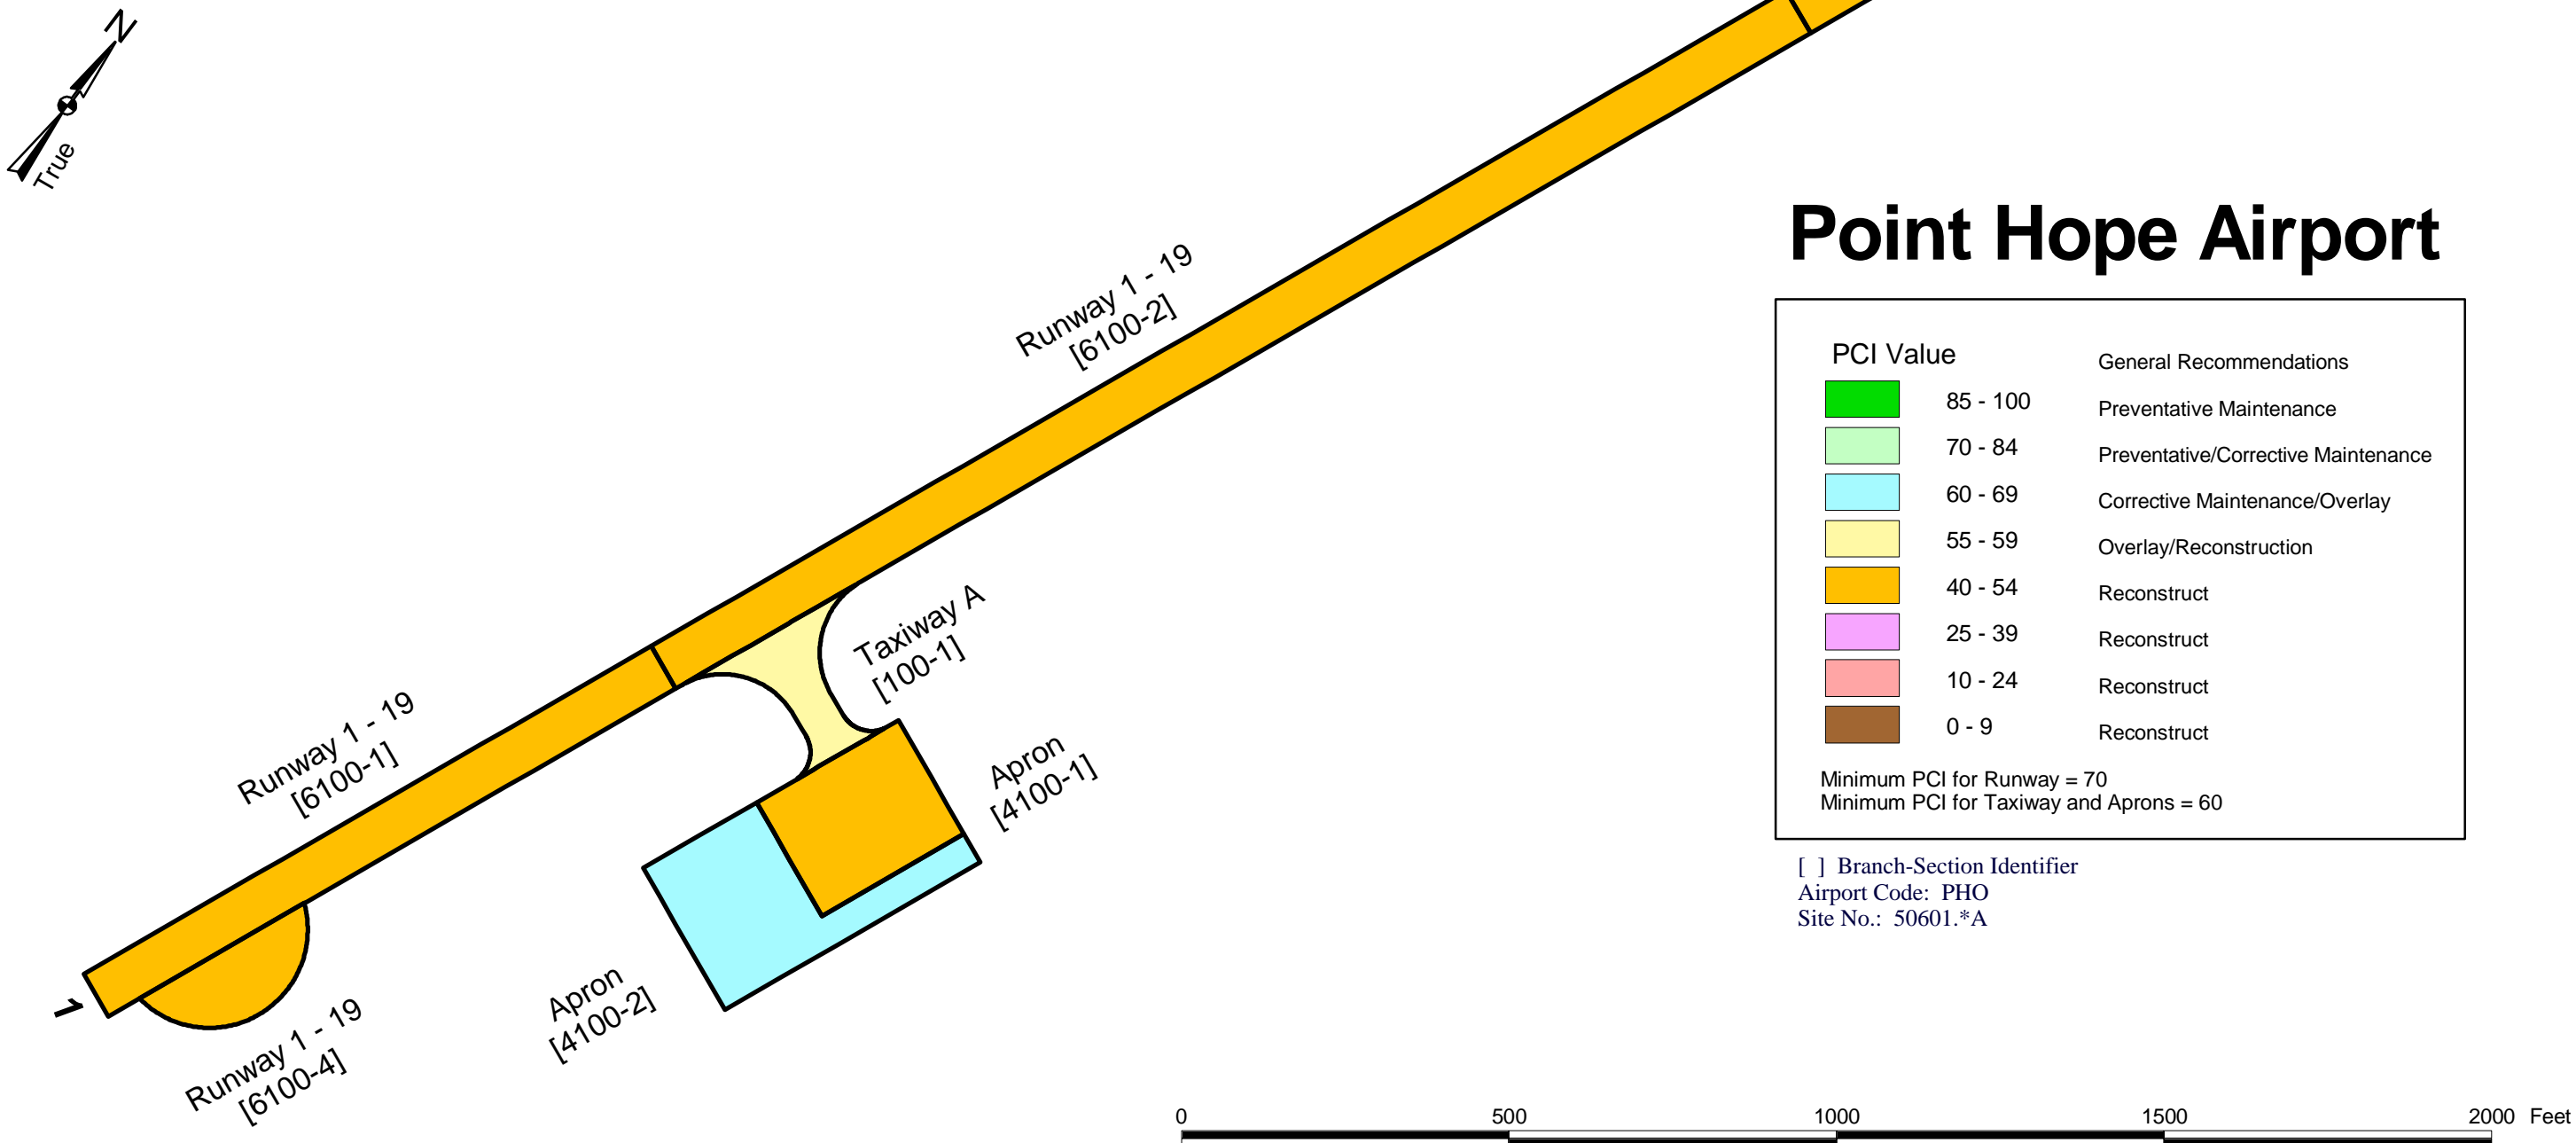 N
True
Runway 1 - 19
[6100-2]
Point Hope Airport
PCI Value
General Recommendations
85 - 100 Preventative Maintenance
70 - 84 Preventative/Corrective Maintenance
60 - 69 Corrective Maintenance/Overlay
55 - 59 Overlay/Reconstruction
40 - 54 Reconstruct
25 - 39 Reconstruct
10 - 24 Reconstruct
0 - 9 Reconstruct
Minimum PCI for Runway = 70
Minimum PCI for Taxiway and Aprons = 60
[ ] Branch-Section Identifier
Airport Code: PHO
Site No.: 50601.*A
Taxiway A
[100-1]
Runway 1 - 19
[6100-1]
Apron
[4100-1]
1
Apron
[4100-2]
Runway 1 - 19
[6100-4]
0 500 1000 1500 2000 Feet